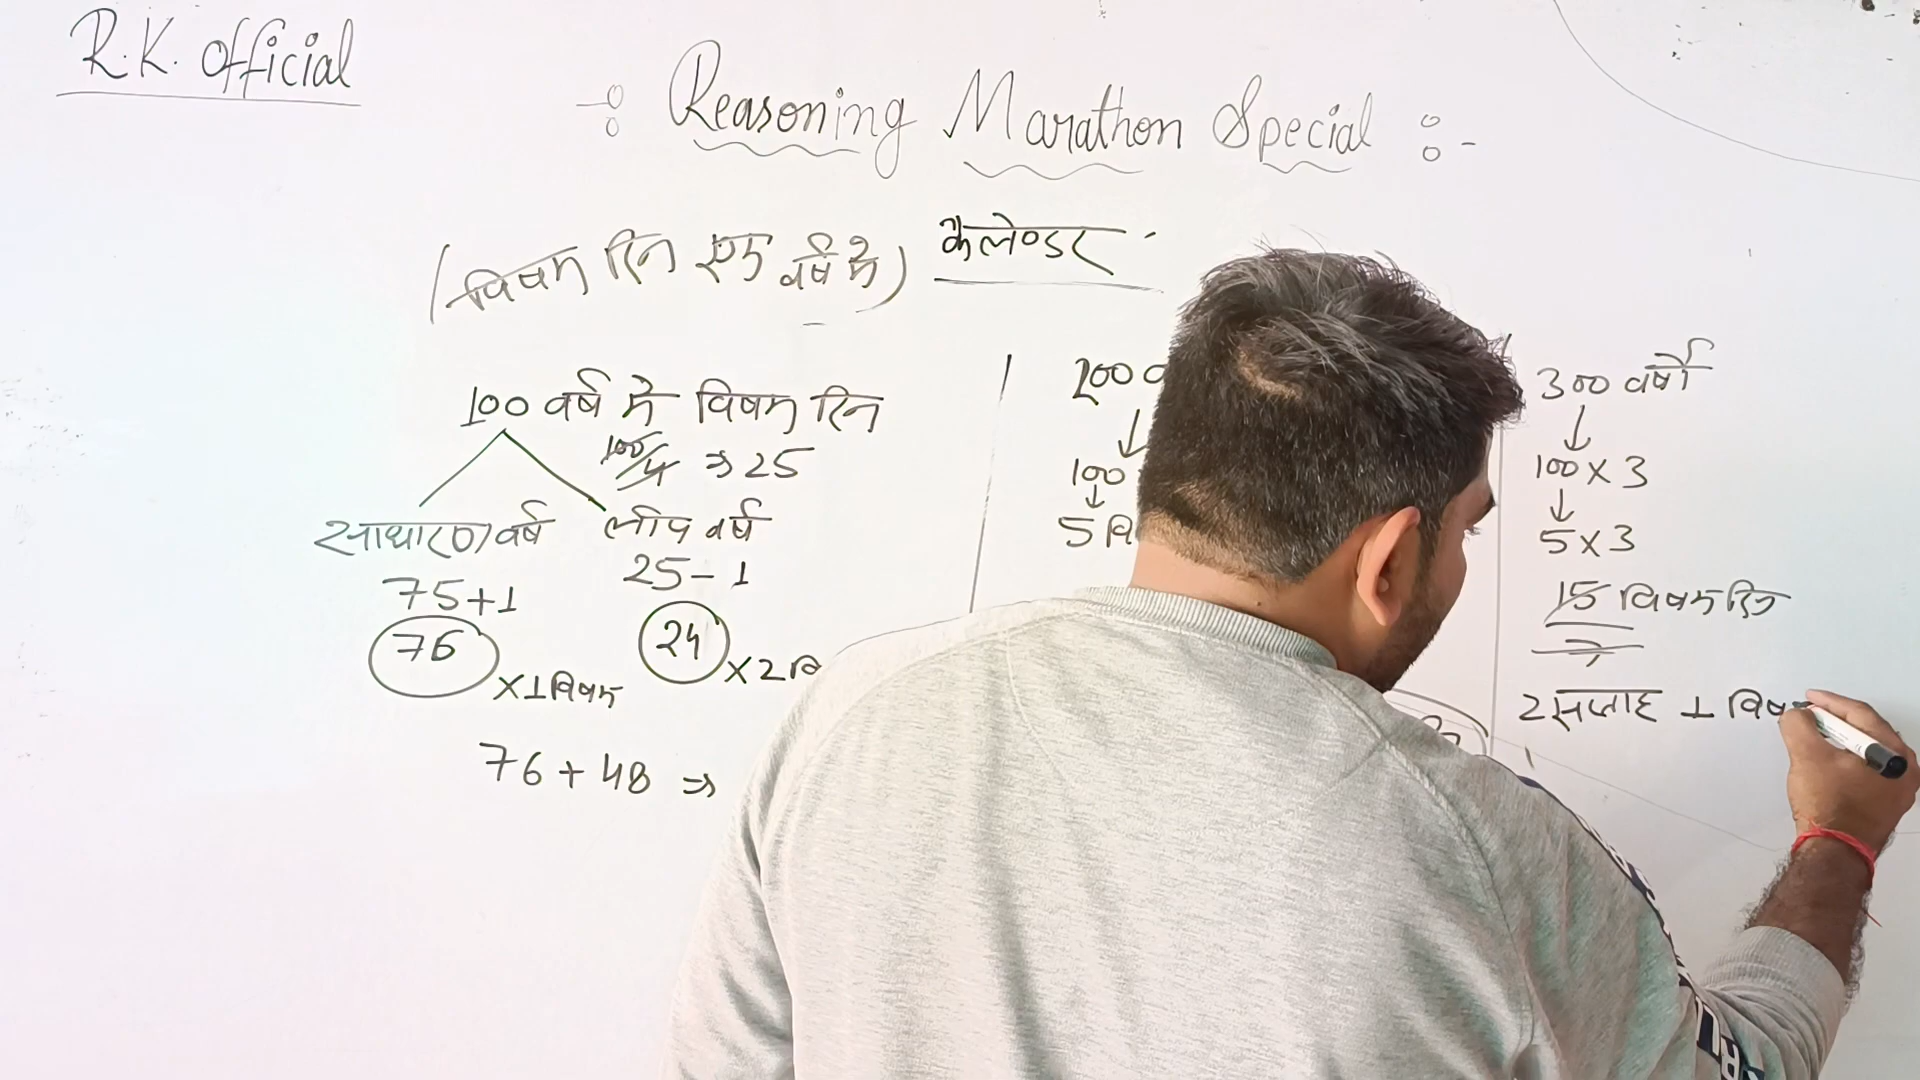 R.K. Official
-: Reasoning Marathon Special :-
(विषम दिन एक वर्ष में) कैलेण्डर
100 वर्ष में विषम दिन
100/4 ⇒ 25
साधारण वर्ष लीप वर्ष
75+1 25-1
76 ×1 विषम 24 ×2 वि
76 + 48 ⇒
200 व
↓
100
↓
5 वि
300 वर्षों
↓
100 × 3
↓
5 × 3
15 विषम दिन
7
2 सप्ताह 1 विषम